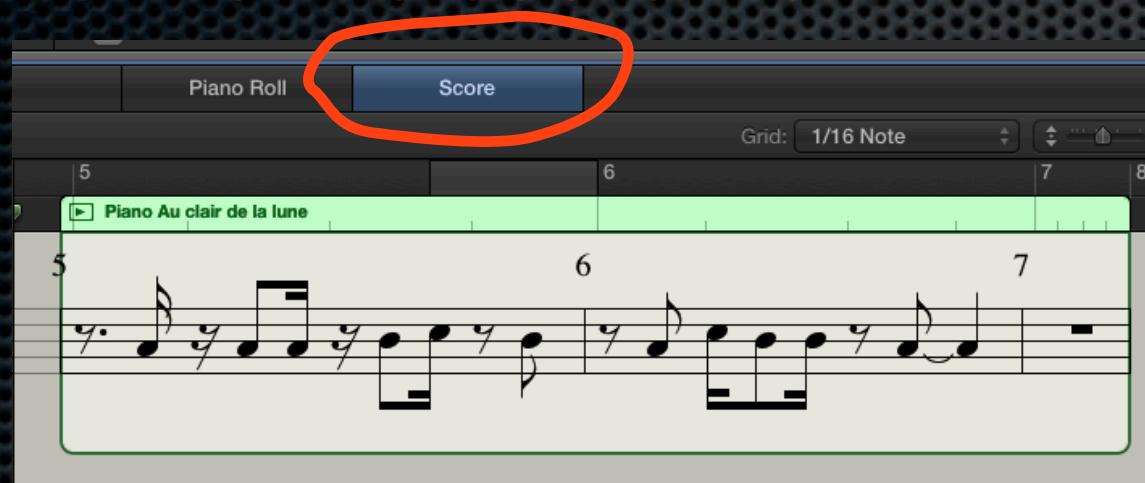 Piano Roll Score
Grid: 1/16 Note
5 6 7 8
Piano Au clair de la lune
5 6 7